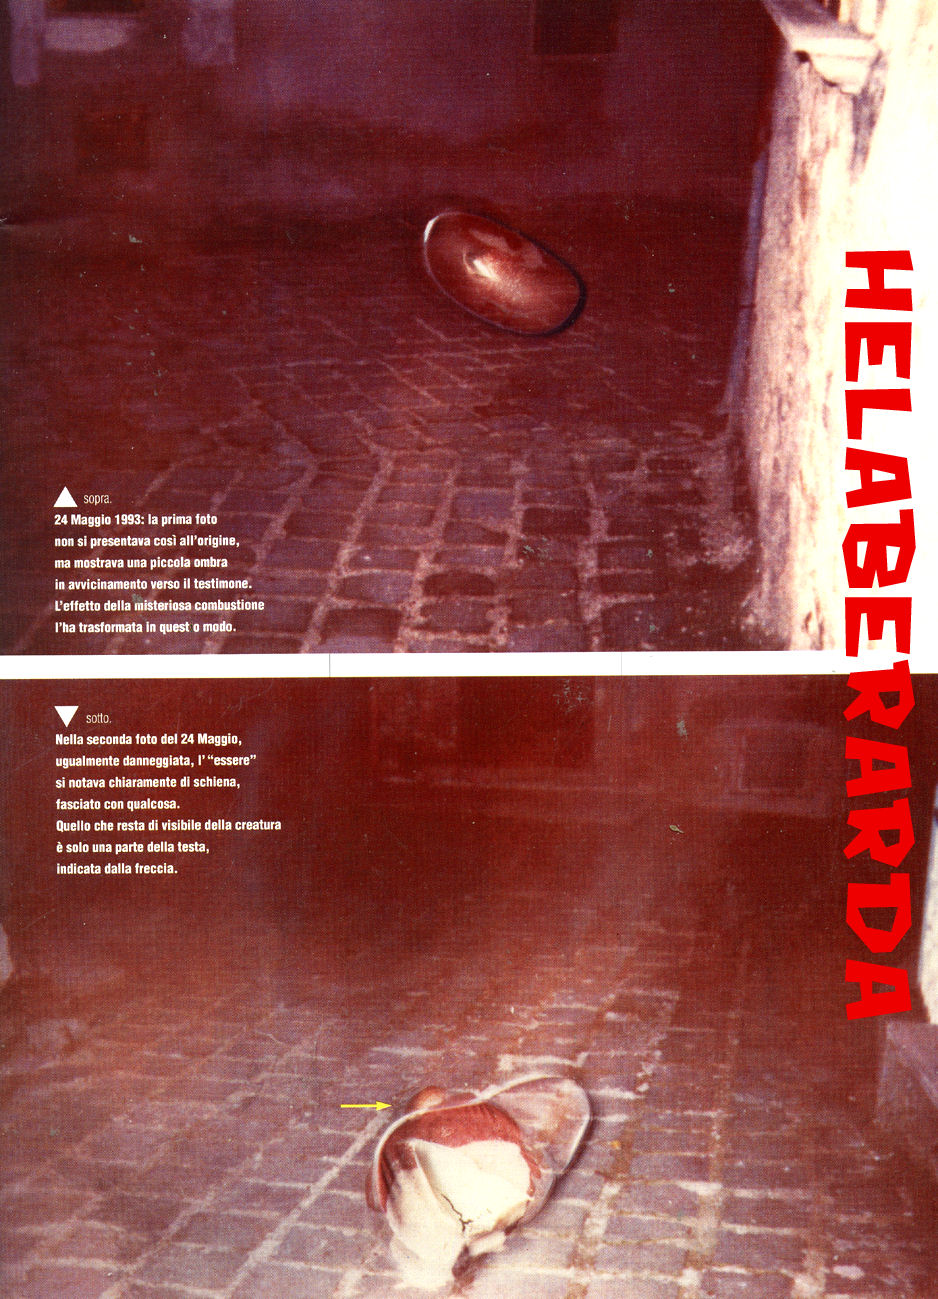 sopra.
24 Maggio 1993: la prima foto
non si presentava così all'origine,
ma mostrava una piccola ombra
in avvicinamento verso il testimone.
L'effetto della misteriosa combustione
l'ha trasformata in quest o modo.
HELABERARDA
sotto.
Nella seconda foto del 24 Maggio,
ugualmente danneggiata, l' "essere"
si notava chiaramente di schiena,
fasciato con qualcosa.
Quello che resta di visibile della creatura
è solo una parte della testa,
indicata dalla freccia.